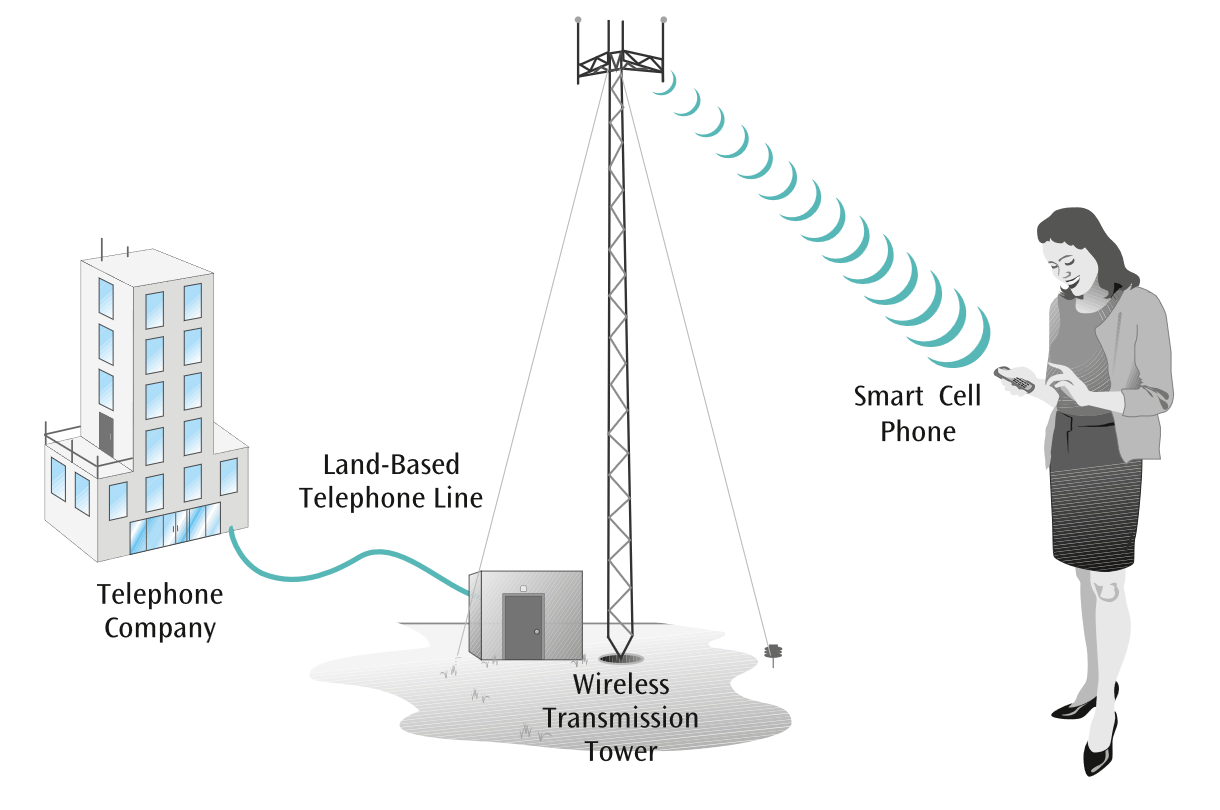 Smart Cell
Phone
Land-Based
Telephone Line
Telephone
Company
Wireless
Transmission
Tower